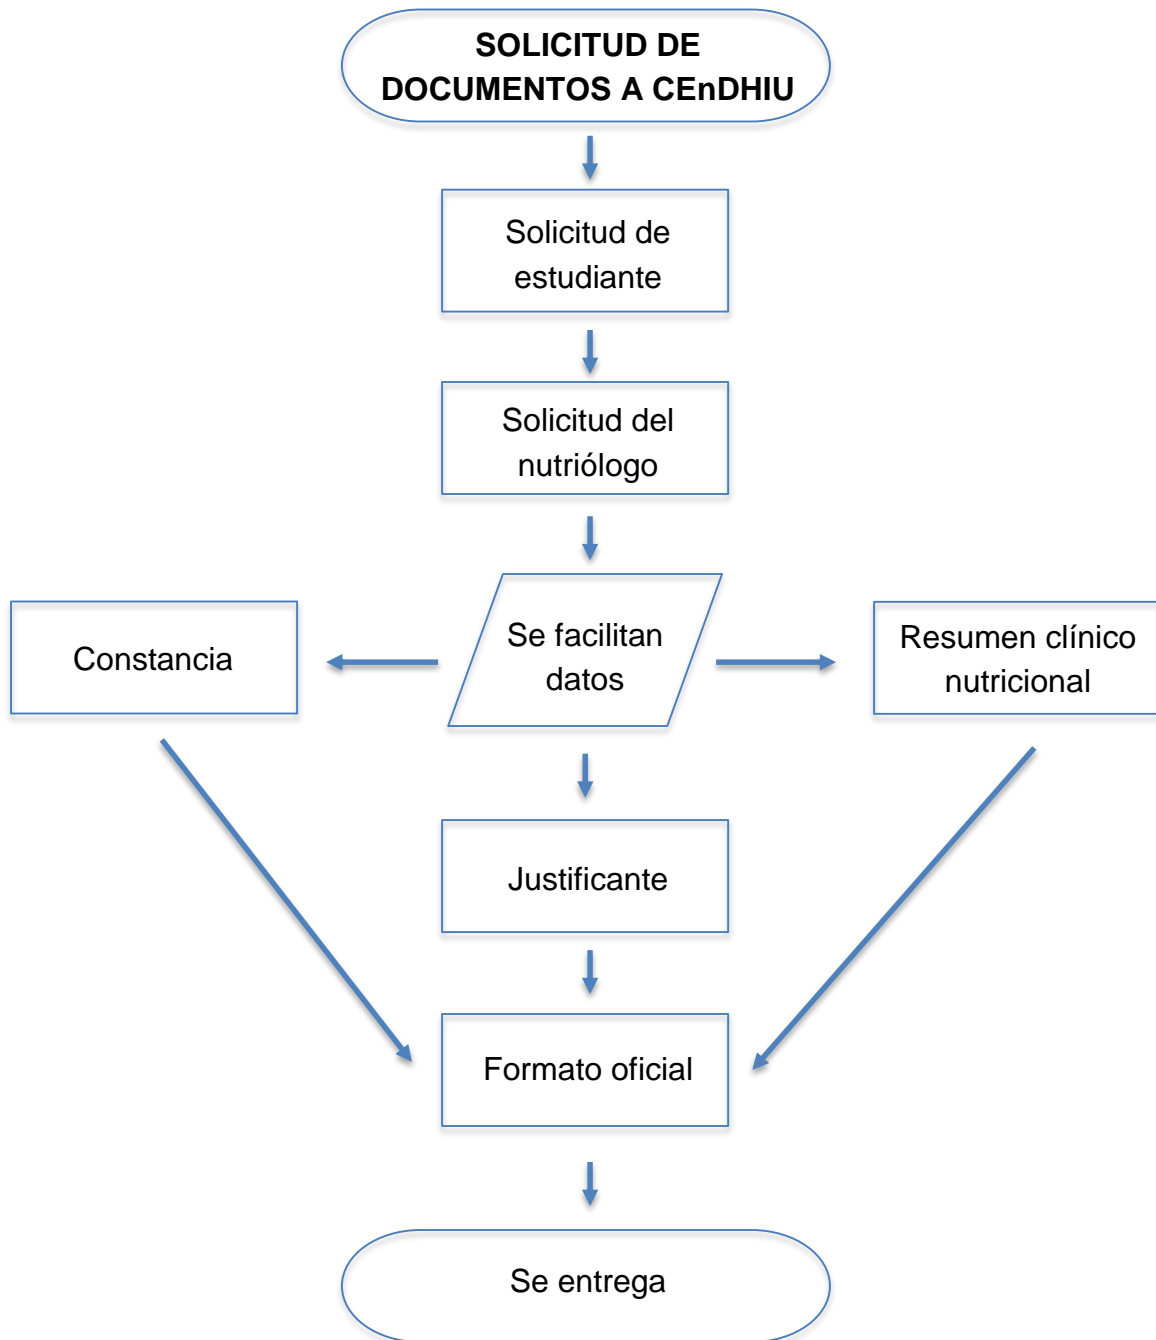 SOLICITUD DE
DOCUMENTOS A CEnDHIU
Solicitud de
estudiante
Solicitud del
nutriólogo
Constancia
Se facilitan
datos
Resumen clínico
nutricional
Justificante
Formato oficial
Se entrega